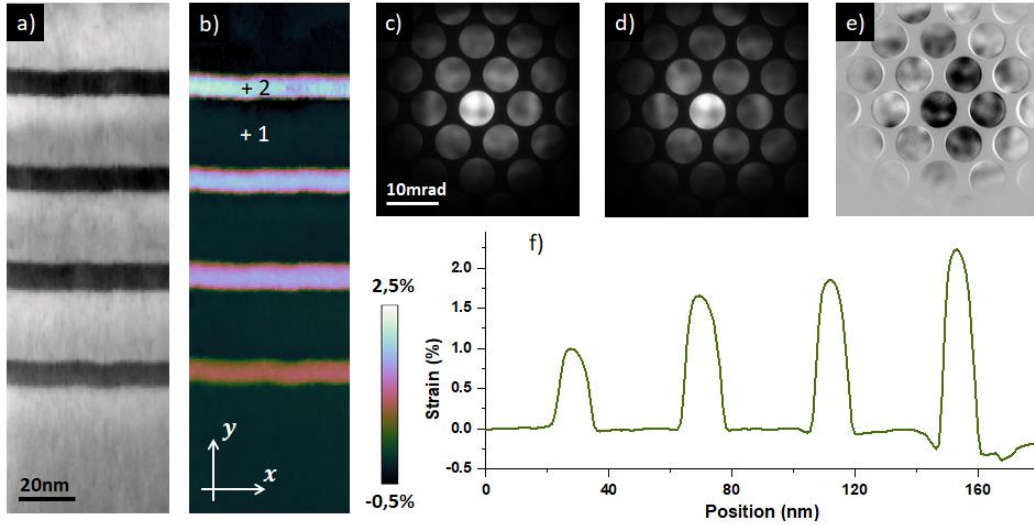 a)
b)
c)
d)
e)
+ 2
+ 1
10mrad
20nm
y
x
2,5%
-0,5%
f)
Strain (%)
2.0
1.5
1.0
0.5
0.0
-0.5
0 40 80 120 160
Position (nm)